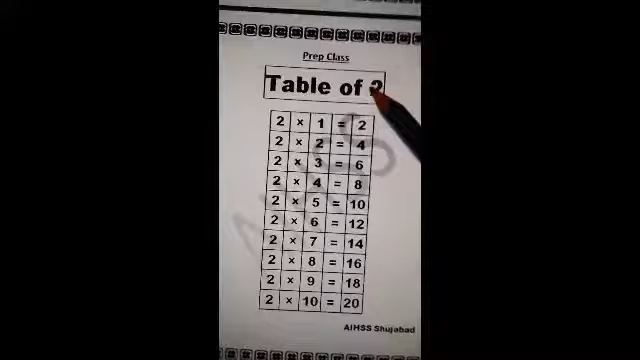 Prep Class
Table of 2
2 × 1 = 2
2 × 2 = 4
2 × 3 = 6
2 × 4 = 8
2 × 5 = 10
2 × 6 = 12
2 × 7 = 14
2 × 8 = 16
2 × 9 = 18
2 × 10 = 20
AIHSS Shujabad